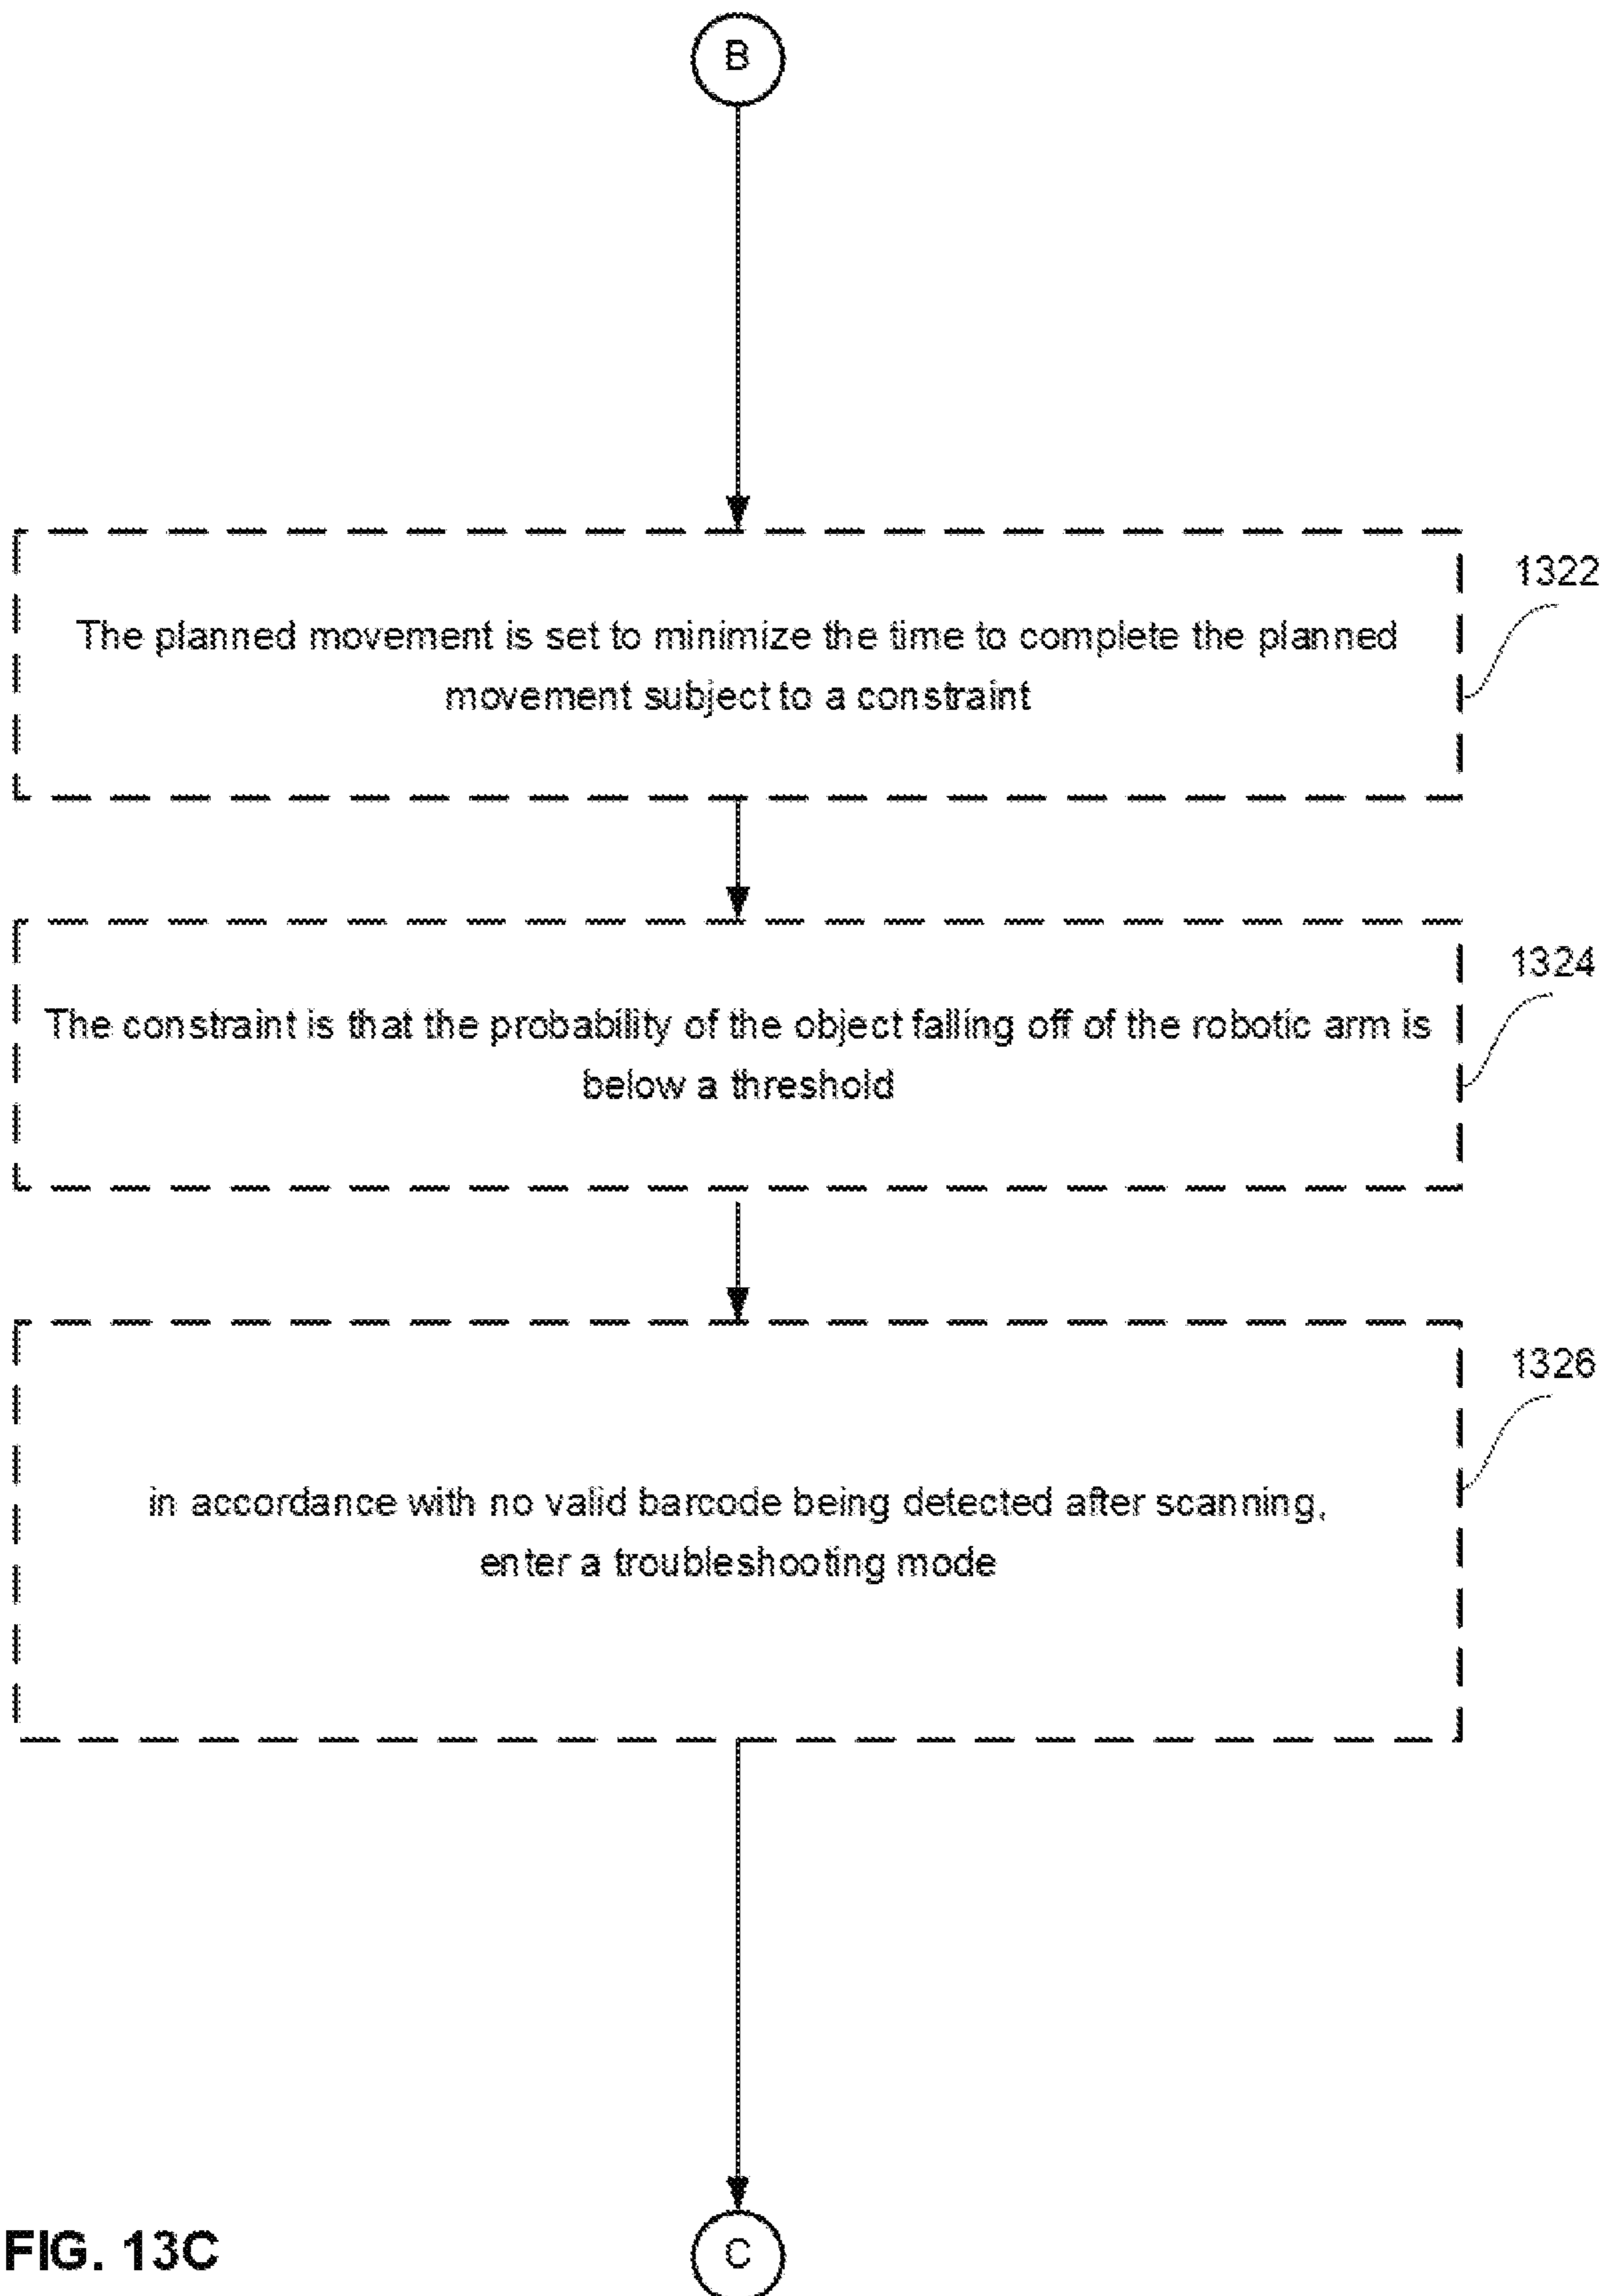 B
1322
The planned movement is set to minimize the time to complete the planned
movement subject to a constraint
1324
The constraint is that the probability of the object falling off of the robotic arm is
below a threshold
1326
in accordance with no valid barcode being detected after scanning,
enter a troubleshooting mode
FIG. 13C
C